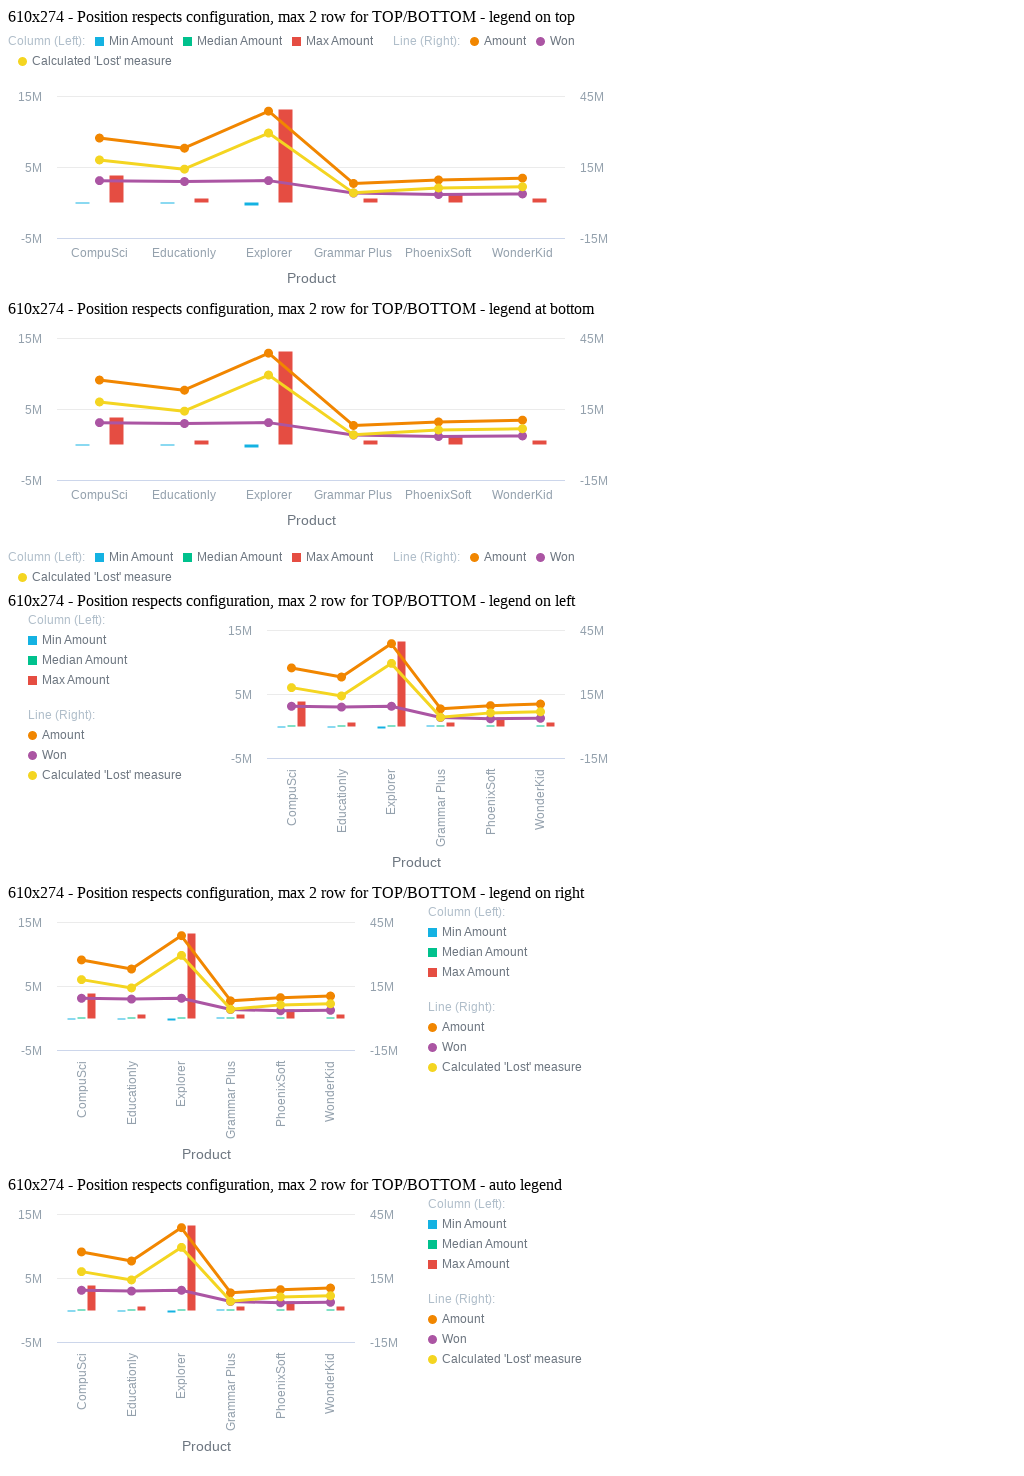 610x274 - Position respects configuration, max 2 row for TOP/BOTTOM - legend on top
Column (Left): Min Amount Median Amount Max Amount Line (Right): Amount Won
Calculated 'Lost' measure
15M 45M
5M 15M
-5M -15M
CompuSci Educationly Explorer Grammar Plus PhoenixSoft WonderKid
Product
610x274 - Position respects configuration, max 2 row for TOP/BOTTOM - legend at bottom
15M 45M
5M 15M
-5M -15M
CompuSci Educationly Explorer Grammar Plus PhoenixSoft WonderKid
Product
Column (Left): Min Amount Median Amount Max Amount Line (Right): Amount Won
Calculated 'Lost' measure
610x274 - Position respects configuration, max 2 row for TOP/BOTTOM - legend on left
Column (Left):
Min Amount
Median Amount
Max Amount
Line (Right):
Amount
Won
Calculated 'Lost' measure
15M 45M
5M 15M
-5M -15M
CompuSci Educationly Explorer Grammar Plus PhoenixSoft WonderKid
Product
610x274 - Position respects configuration, max 2 row for TOP/BOTTOM - legend on right
15M 45M
5M 15M
-5M -15M
CompuSci Educationly Explorer Grammar Plus PhoenixSoft WonderKid
Product
Column (Left):
Min Amount
Median Amount
Max Amount
Line (Right):
Amount
Won
Calculated 'Lost' measure
610x274 - Position respects configuration, max 2 row for TOP/BOTTOM - auto legend
15M 45M
5M 15M
-5M -15M
CompuSci Educationly Explorer Grammar Plus PhoenixSoft WonderKid
Product
Column (Left):
Min Amount
Median Amount
Max Amount
Line (Right):
Amount
Won
Calculated 'Lost' measure